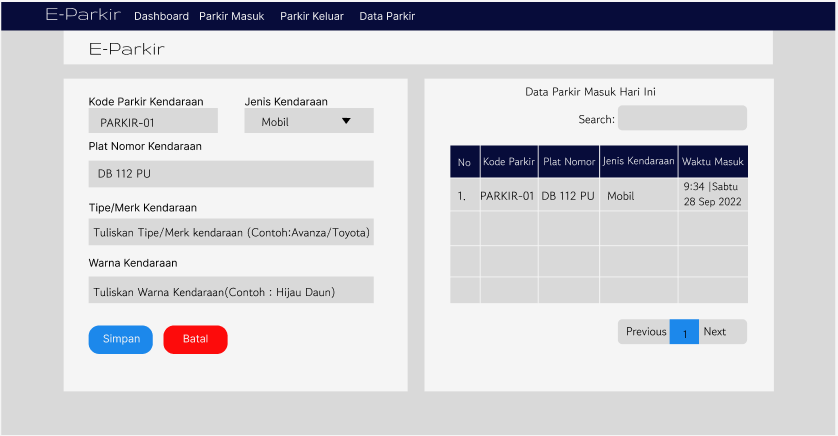 E-Parkir Dashboard Parkir Masuk Parkir Keluar Data Parkir
E-Parkir
Kode Parkir Kendaraan Jenis Kendaraan
PARKIR-01 Mobil
Plat Nomor Kendaraan
DB 112 PU
Tipe/Merk Kendaraan
Tuliskan Tipe/Merk kendaraan (Contoh:Avanza/Toyota)
Warna Kendaraan
Tuliskan Warna Kendaraan(Contoh : Hijau Daun)
Simpan Batal
Data Parkir Masuk Hari Ini
Search:
No Kode Parkir Plat Nomor Jenis Kendaraan Waktu Masuk
1. PARKIR-01 DB 112 PU Mobil 9:34 |Sabtu
28 Sep 2022
Previous 1 Next